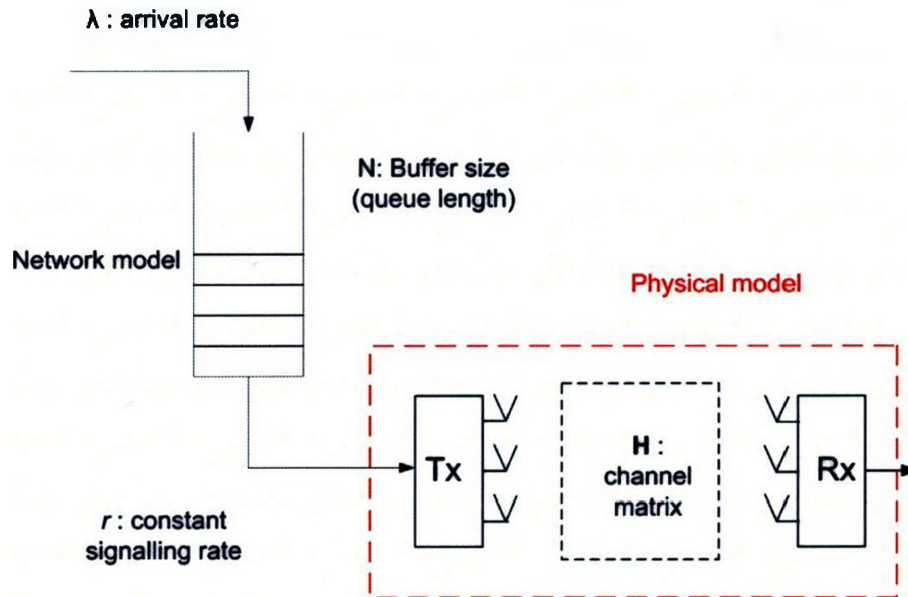 λ : arrival rate
N: Buffer size
(queue length)
Network model
Physical model
Tx
H :
channel
matrix
Rx
r : constant
signalling rate